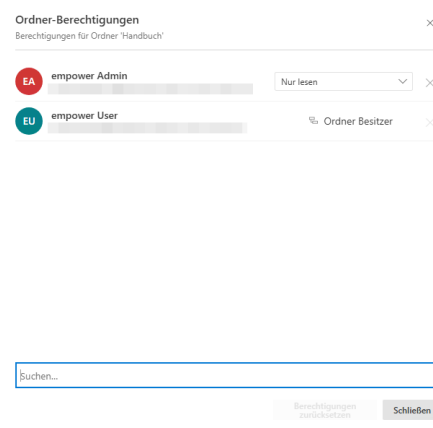 Ordner-Berechtigungen
Berechtigungen für Ordner 'Handbuch'
EA
empower Admin
Nur lesen
EU
empower User
Ordner Besitzer
Suchen...
Berechtigungen
zurücksetzen
Schließen